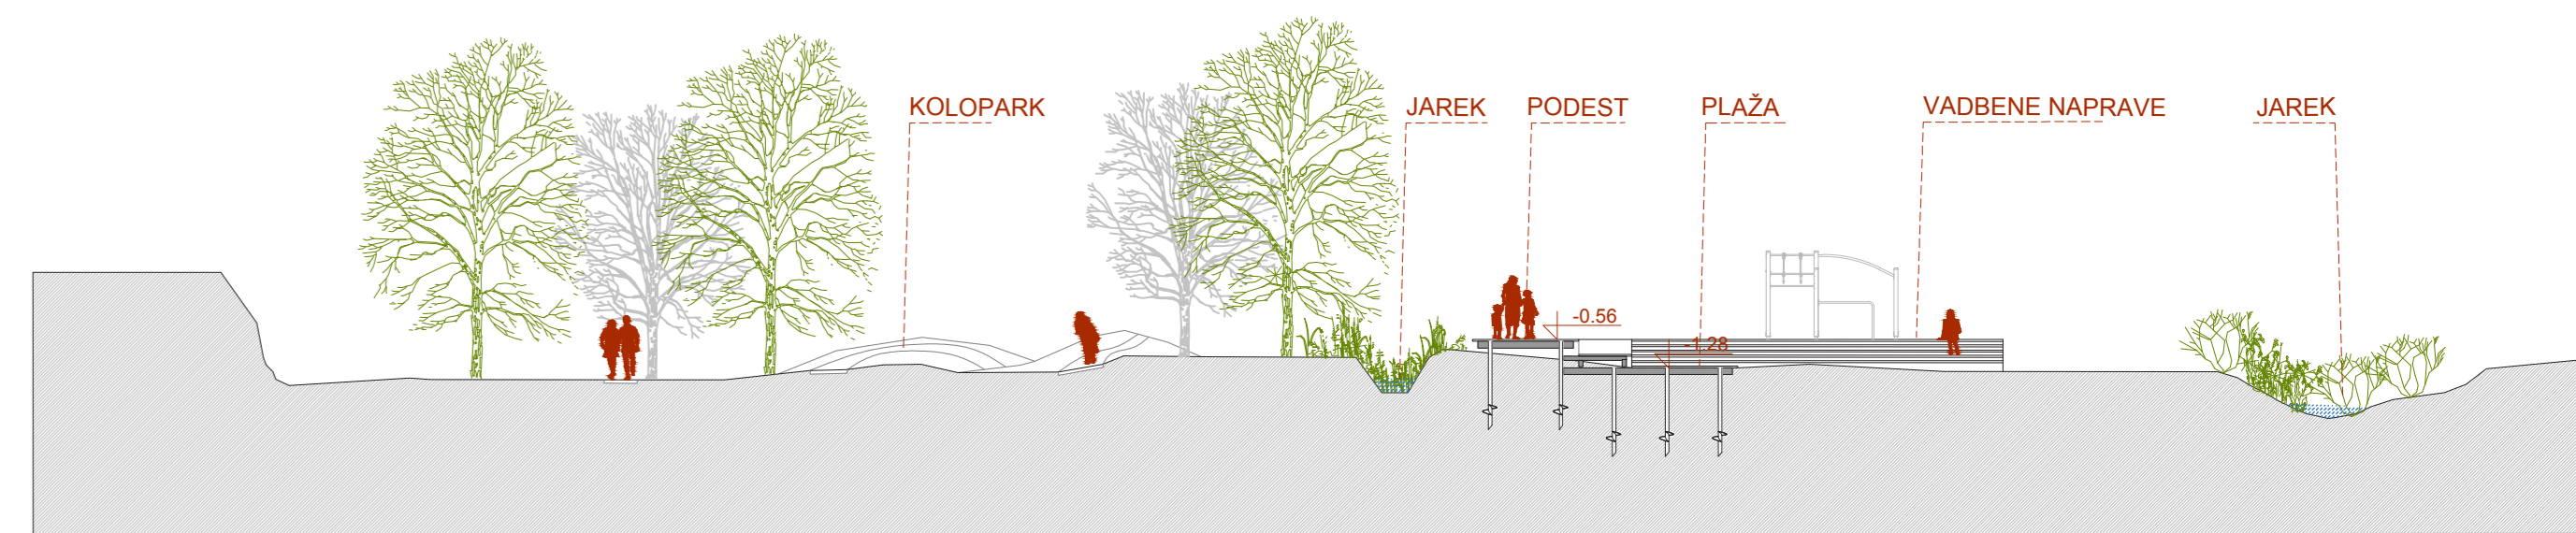 KOLOPARK
JAREK
PODEST
PLAŽA
VADBENE NAPRAVE
JAREK
-0.56
-1.28